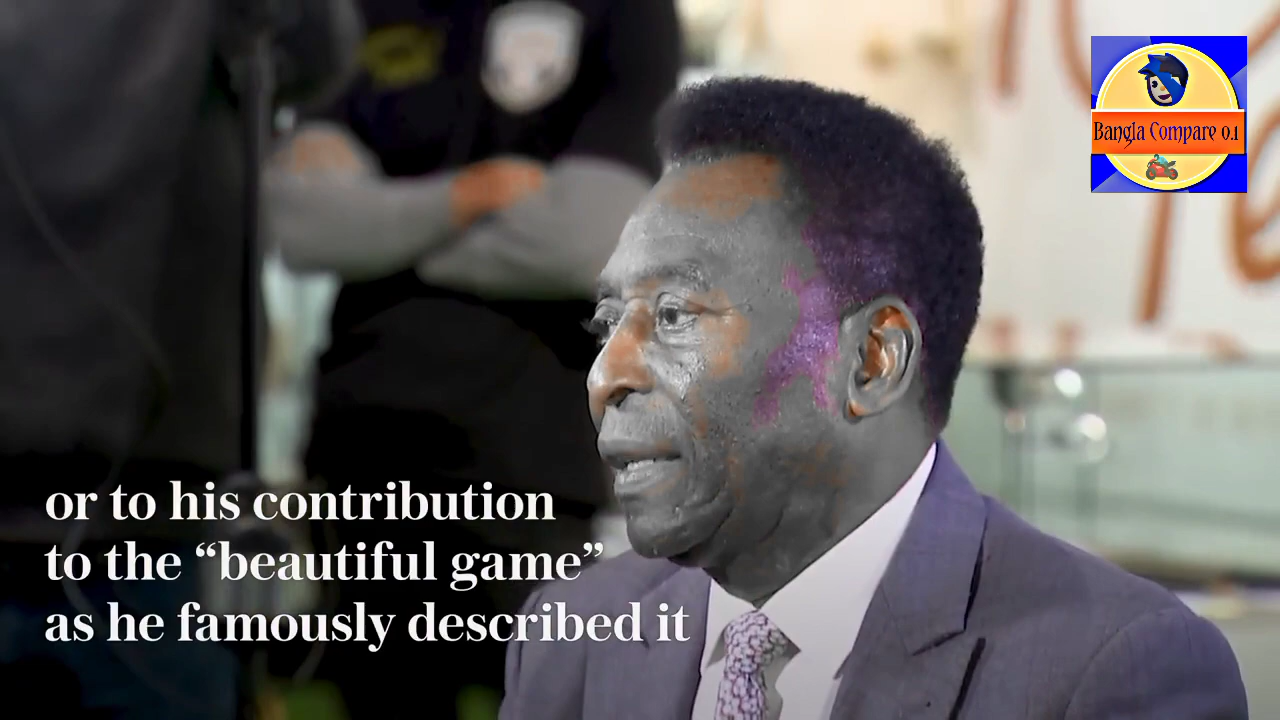 Bangla Compare 0.1
or to his contribution
to the “beautiful game”
as he famously described it